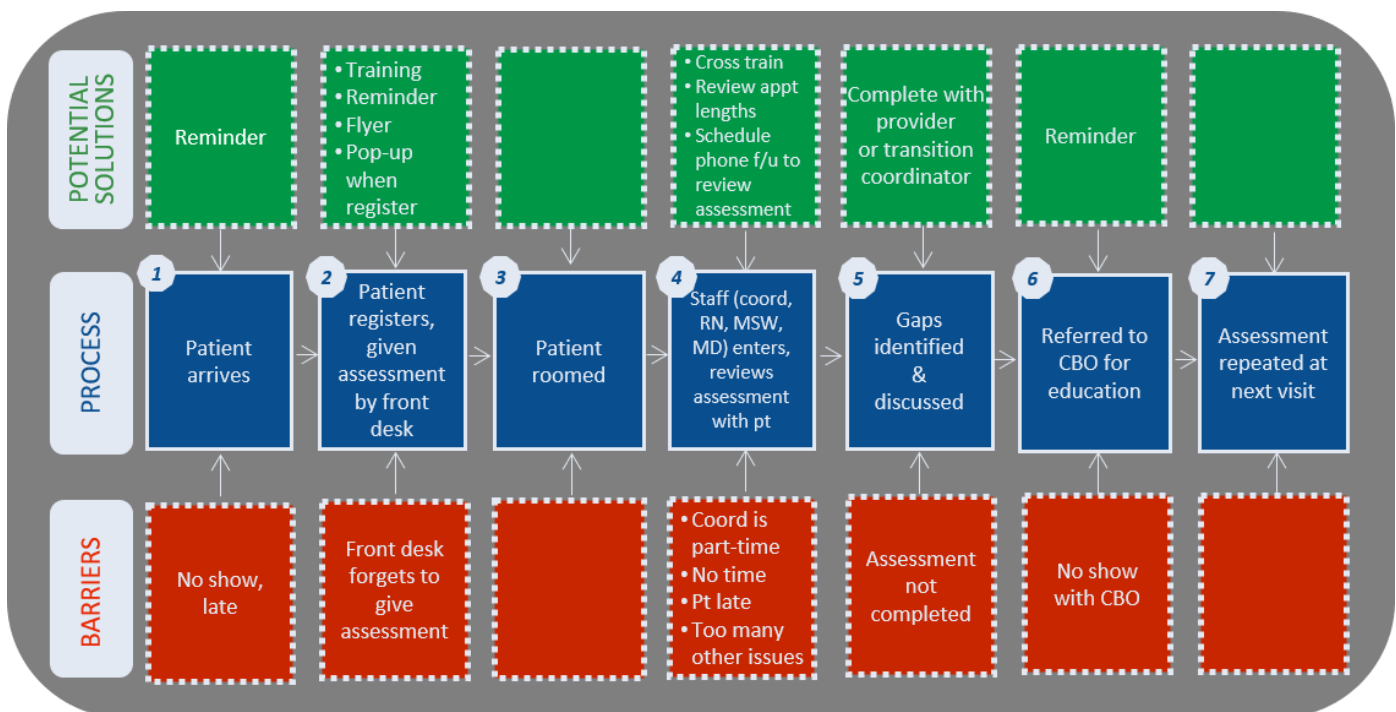 POTENTIAL
SOLUTIONS
Reminder
• Training
• Reminder
• Flyer
• Pop-up
when
register
• Cross train
• Review appt
lengths
• Schedule
phone f/u to
review
assessment
Complete with
provider
or transition
coordinator
Reminder
PROCESS
1
Patient
arrives
2
Patient
registers,
given
assessment
by front
desk
3
Patient
roomed
4
Staff (coord,
RN, MSW,
MD) enters,
reviews
assessment
with pt
5
Gaps
identified
&
discussed
6
Referred to
CBO for
education
7
Assessment
repeated at
next visit
BARRIERS
No show,
late
Front desk
forgets to
give
assessment
• Coord is
part-time
• No time
• Pt late
• Too many
other issues
Assessment
not
completed
No show
with CBO